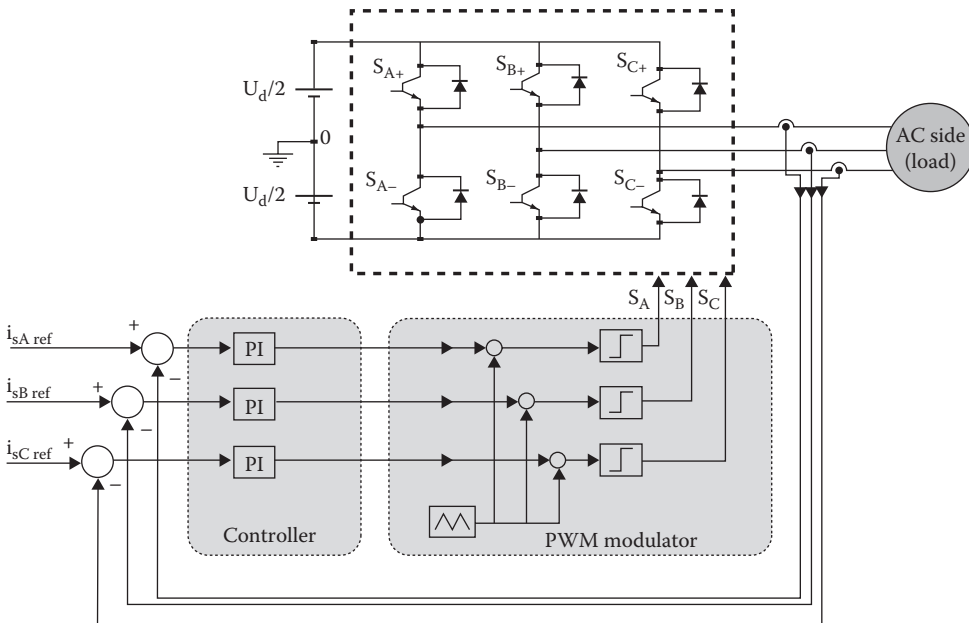 S_A+
S_B+
S_C+
U_d/2
0
AC side
(load)
S_A−
S_B−
S_C−
U_d/2
S_A
S_B
S_C
i_sA ref
+
−
PI
i_sB ref
+
−
PI
i_sC ref
+
−
PI
Controller
PWM modulator